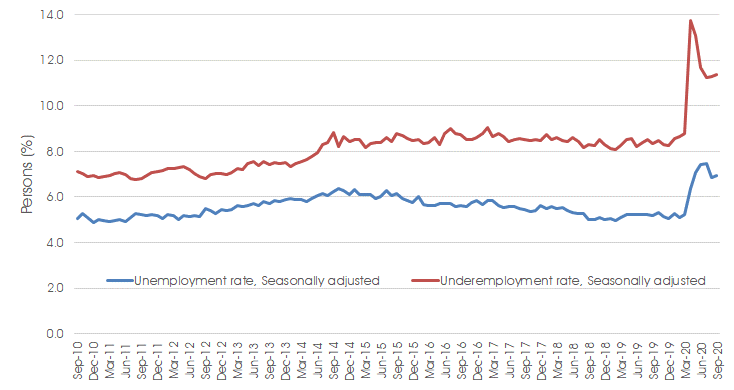 14.0
12.0
10.0
8.0
6.0
4.0
2.0
0.0
Persons (%)
Unemployment rate, Seasonally adjusted
Underemployment rate, Seasonally adjusted
Sep-10
Dec-10
Mar-11
Jun-11
Sep-11
Dec-11
Mar-12
Jun-12
Sep-12
Dec-12
Mar-13
Jun-13
Sep-13
Dec-13
Mar-14
Jun-14
Sep-14
Dec-14
Mar-15
Jun-15
Sep-15
Dec-15
Mar-16
Jun-16
Sep-16
Dec-16
Mar-17
Jun-17
Sep-17
Dec-17
Mar-18
Jun-18
Sep-18
Dec-18
Mar-19
Jun-19
Sep-19
Dec-19
Mar-20
Jun-20
Sep-20